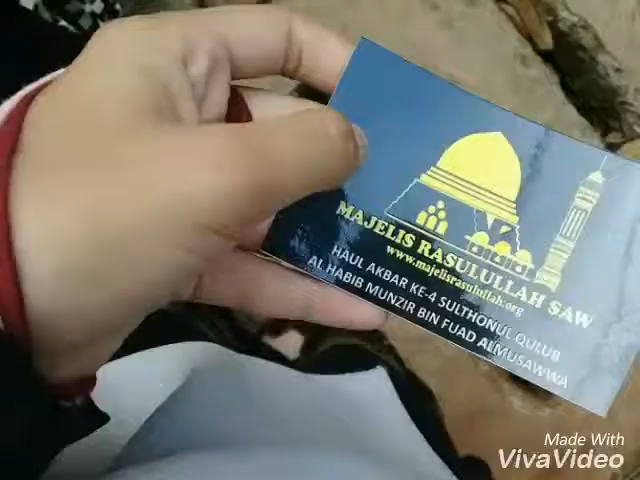 MAJELIS RASULULLAH SAW
www.majelisrasulullah.org
HAUL AKBAR KE-4 SULTHONUL QULUB
AL HABIB MUNZIR BIN FUAD ALMUSAWWA
Made With
VivaVideo